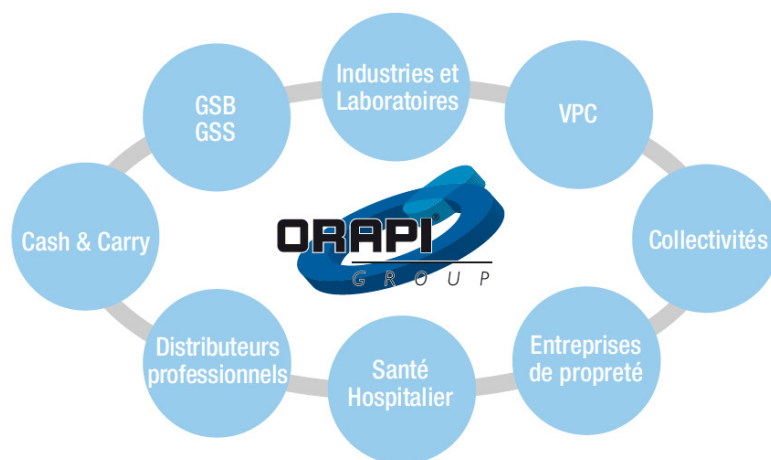 Industries et
Laboratoires
GSB
GSS
VPC
Cash & Carry
ORAPI®
GROUP
Collectivités
Distributeurs
professionnels
Santé
Hospitalier
Entreprises
de propreté